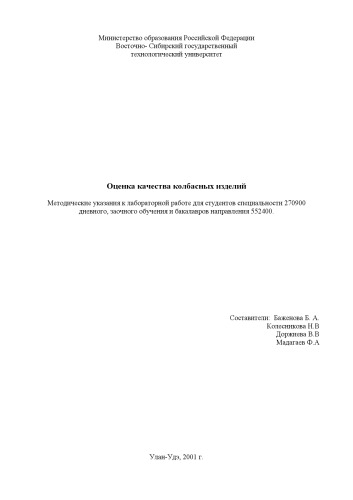 Министерство образования Российской Федерации
Восточно- Сибирский государственный
технологический университет
Оценка качества колбасных изделий
Методические указания к лабораторной работе для студентов специальности 270900
дневного, заочного обучения и бакалавров направления 552400.
Составители: Баженова Б. А.
Колесникова Н.В
Доржиева В.В
Мадагаев Ф.А
Улан-Удэ, 2001 г.